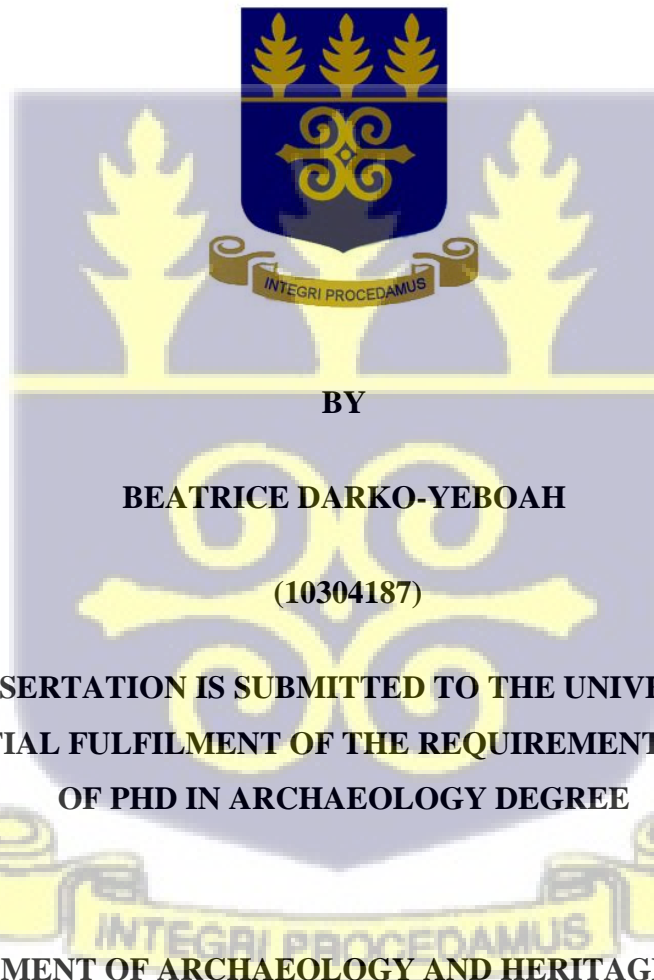 INTEGRI PROCEDAMUS
BY
BEATRICE DARKO-YEBOAH
(10304187)
SERTATION IS SUBMITTED TO THE UNIVE
TIAL FULFILMENT OF THE REQUIREMENT
OF PHD IN ARCHAEOLOGY DEGREE
INTEGRI PROCEDAMUS
MENT OF ARCHAEOLOGY AND HERITAG